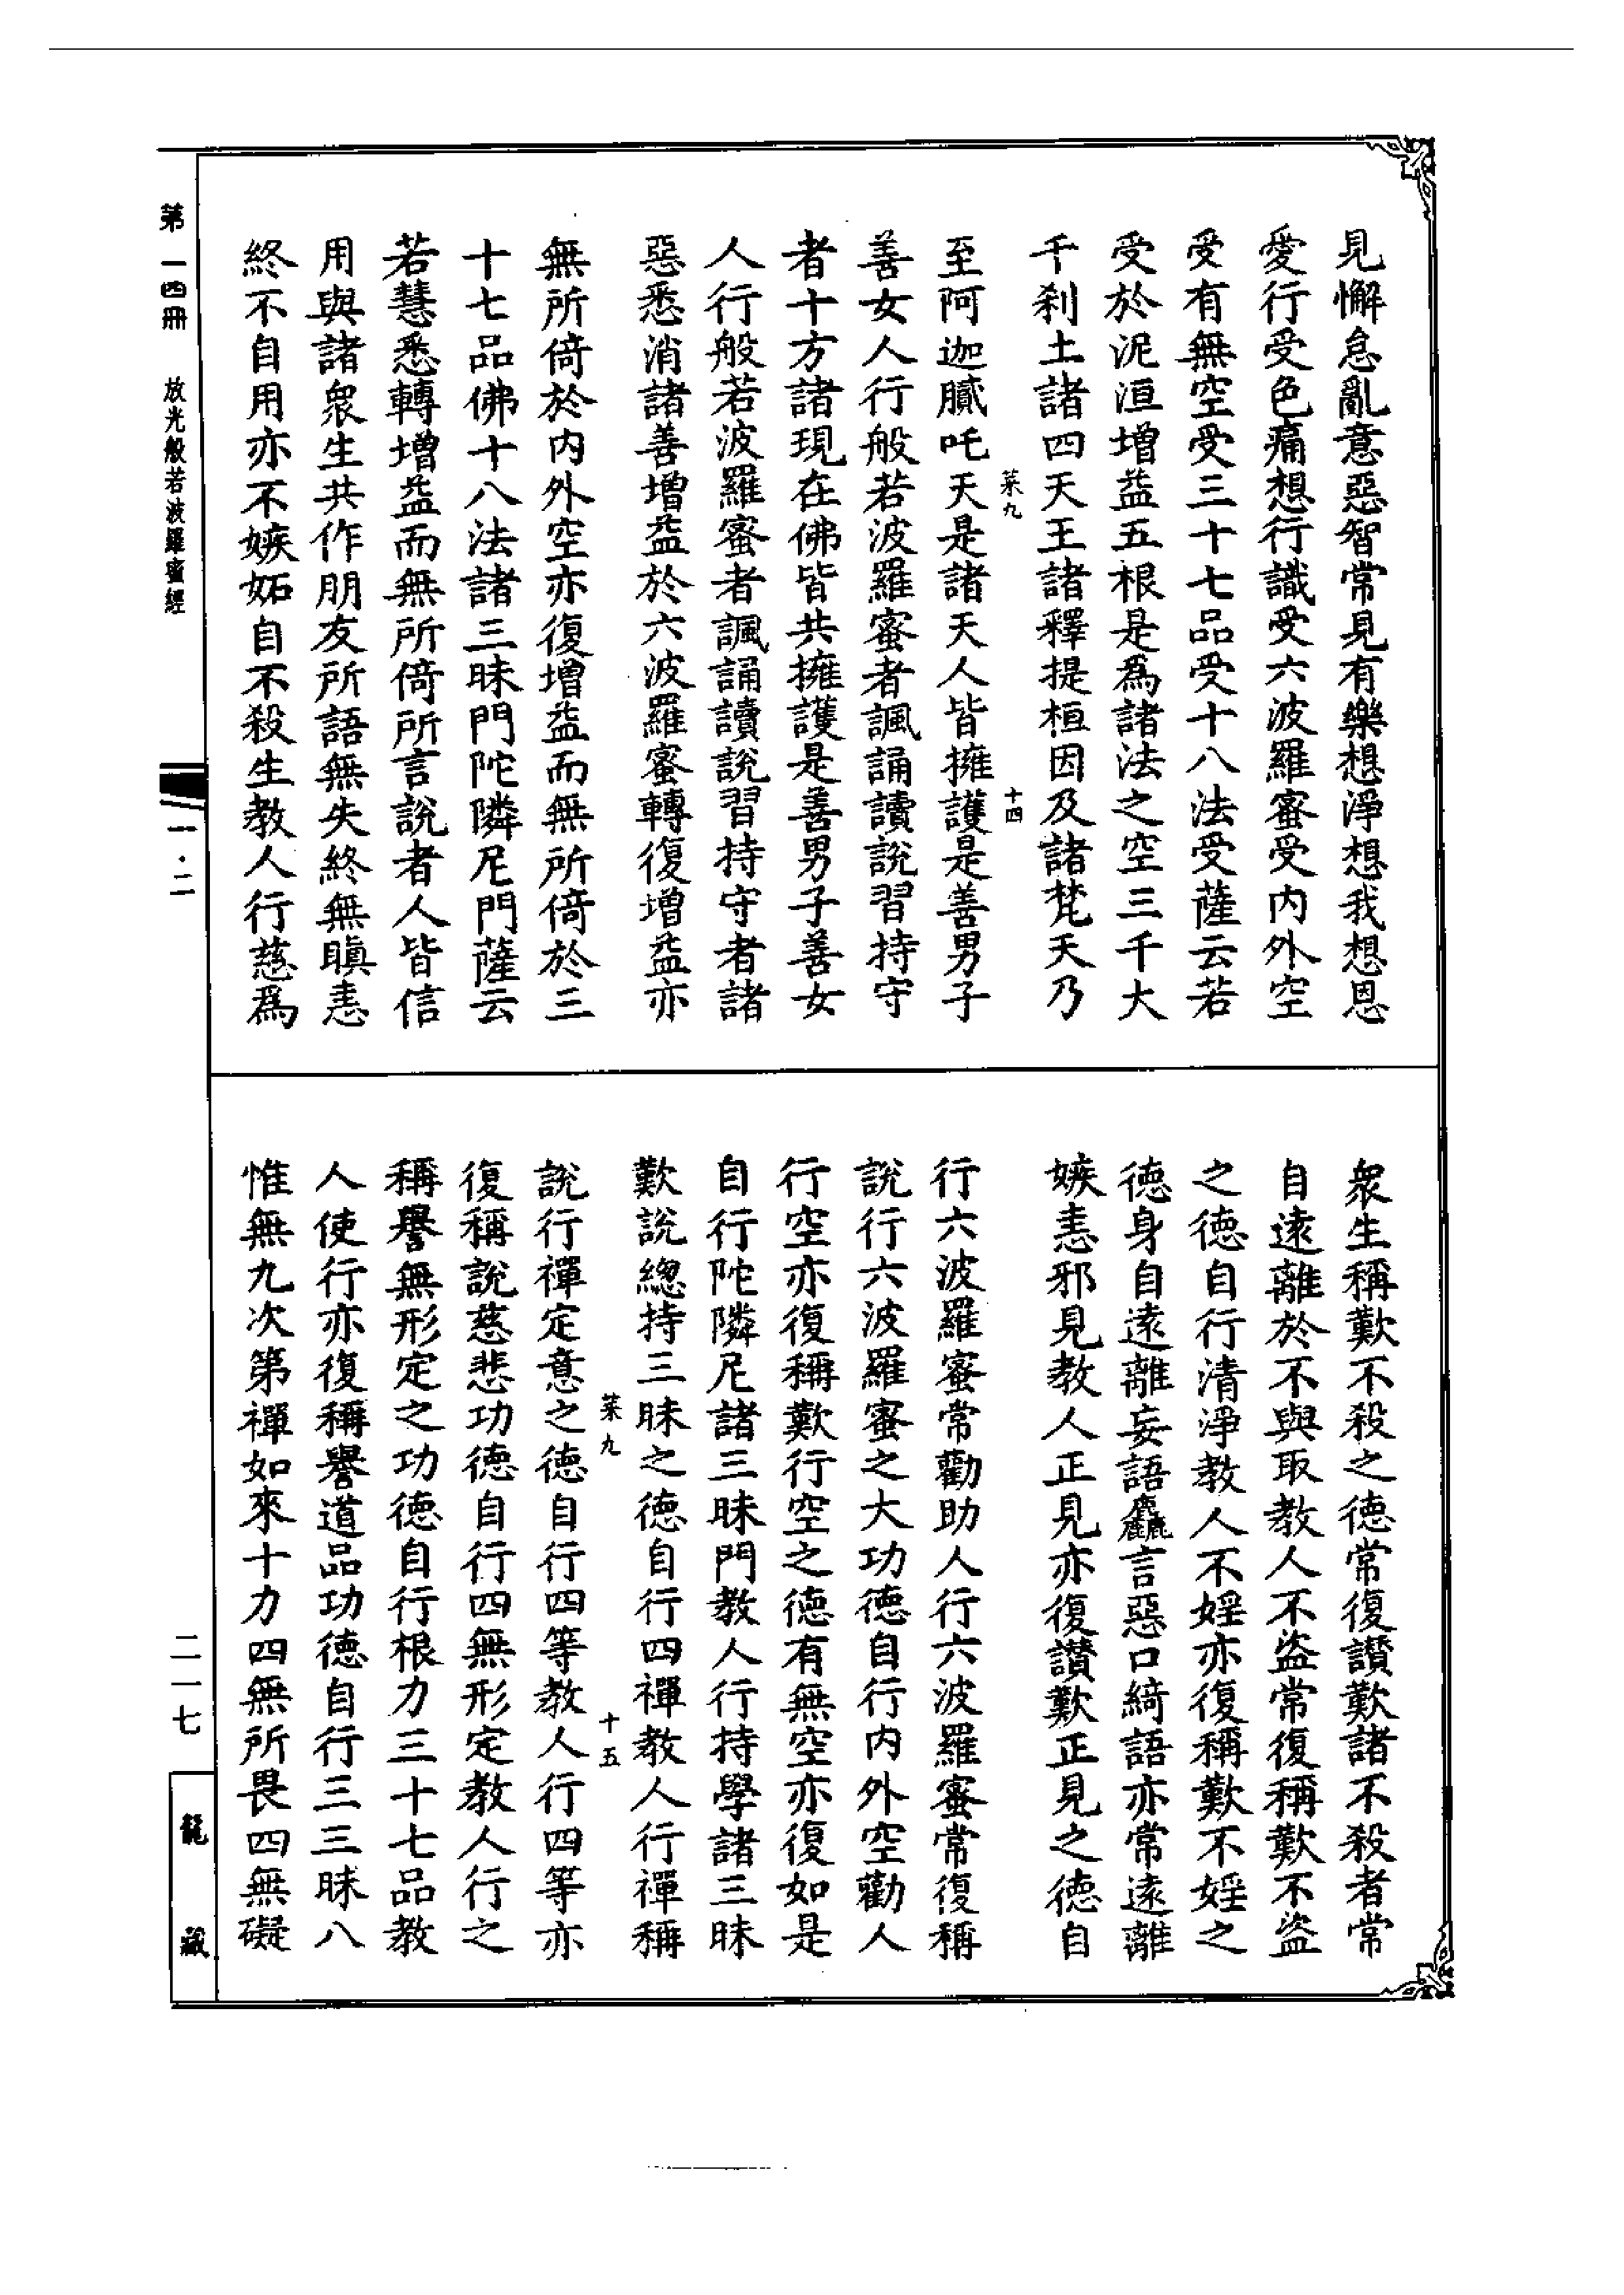 見懈怠亂意惡智常見有樂想淨想我想恩
愛行受色痛想行識受六波羅蜜受内外空
受有無空受三十七品受十八法受薩云若
受於泥洹增益五根是爲諸法之空三千大
千刹土諸四天王諸釋提桓因及諸梵天乃
菜九
十四
至阿迦膩吒天是諸天人皆擁護是善男子
善女人行般若波羅蜜者諷誦讀説習持守
者十方諸現在佛皆共擁護是善男子善女
人行般若波羅蜜者諷誦讀説習持守者諸
惡悉消諸善增益於六波羅蜜轉復增益亦
無所倚於内外空亦復增益而無所倚於三
十七品佛十八法諸三昧門陀隣尼門薩云
若慧悉轉增益而無所倚所言説者人皆信
用與諸衆生共作朋友所語無失終無瞋恚
終不自用亦不嫉妬自不殺生教人行慈爲
衆生稱歎不殺之德常復讚歎諸不殺者常
自遠離於不與取教人不盜常復稱歎不盜
之德自行清淨教人不婬亦復稱歎不婬之
德身自遠離妄語麤言惡口綺語亦常遠離
嫉恚邪見教人正見亦復讚歎正見之德自
行六波羅蜜常勸助人行六波羅蜜常復稱
説行六波羅蜜之大功德自行内外空勸人
行空亦復稱歎行空之德有無空亦復如是
自行陀隣尼諸三昧門教人行持學諸三昧
歎説總持三昧之德自行四禪教人行禪稱
菜九
十五
説行禪定意之德自行四等教人行四等亦
復稱説慈悲功德自行四無形定教人行之
稱譽無形定之功德自行根力三十七品教
人使行亦復稱譽道品功德自行三三昧八
惟無九次第禪如來十力四無所畏四無礙
第一四冊 放光般若波羅蜜經
一·二
二一七
龍藏